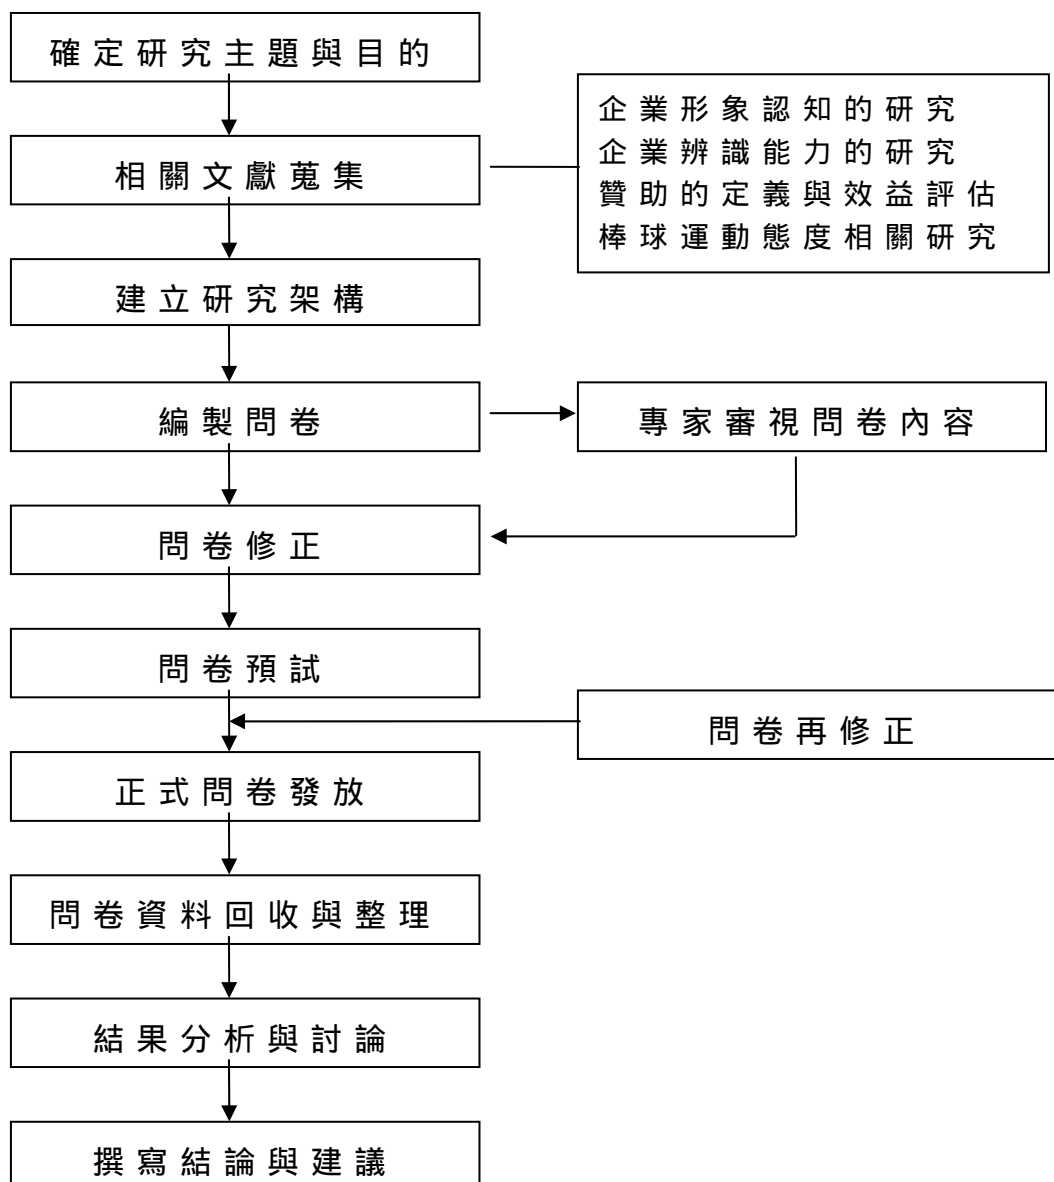 確定研究主題與目的
企業形象認知的研究
企業辨識能力的研究
贊助的定義與效益評估
棒球運動態度相關研究
相關文獻蒐集
建立研究架構
編製問卷
專家審視問卷內容
問卷修正
問卷預試
問卷再修正
正式問卷發放
問卷資料回收與整理
結果分析與討論
撰寫結論與建議